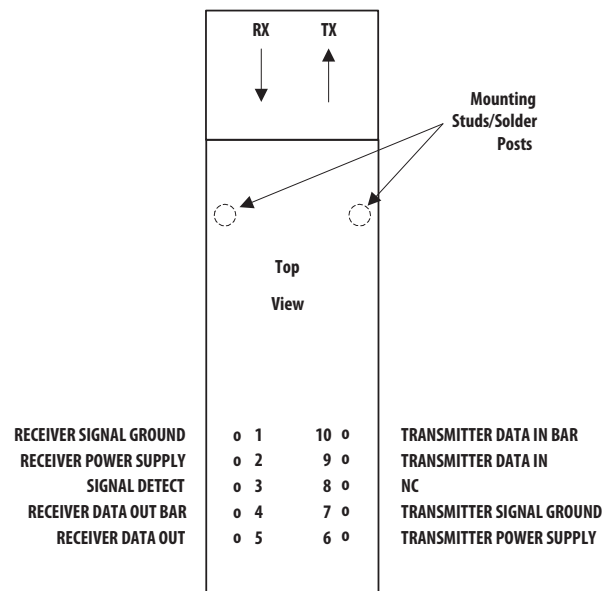 RX TX
Mounting
Studs/Solder
Posts
Top
View
RECEIVER SIGNAL GROUND o 1 10 o TRANSMITTER DATA IN BAR
RECEIVER POWER SUPPLY o 2 9 o TRANSMITTER DATA IN
SIGNAL DETECT o 3 8 o NC
RECEIVER DATA OUT BAR o 4 7 o TRANSMITTER SIGNAL GROUND
RECEIVER DATA OUT o 5 6 o TRANSMITTER POWER SUPPLY